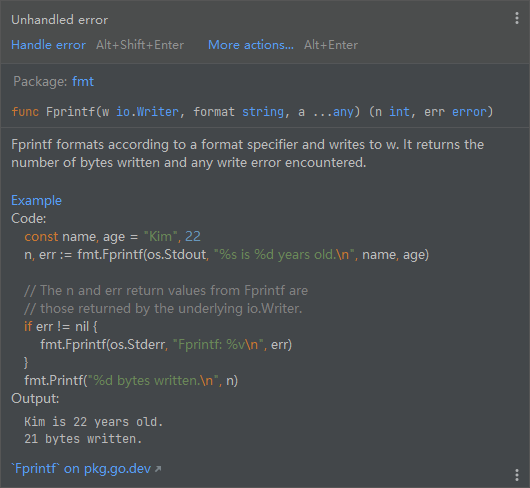 Unhandled error
Handle error Alt+Shift+Enter More actions... Alt+Enter
Package: fmt
func Fprintf(w io.Writer, format string, a ...any) (n int, err error)
Fprintf formats according to a format specifier and writes to w. It returns the
number of bytes written and any write error encountered.
Example
Code:
const name, age = "Kim", 22
n, err := fmt.Fprintf(os.Stdout, "%s is %d years old.\n", name, age)
// The n and err return values from Fprintf are
// those returned by the underlying io.Writer.
if err != nil {
fmt.Fprintf(os.Stderr, "Fprintf: %v\n", err)
}
fmt.Printf("%d bytes written.\n", n)
Output:
Kim is 22 years old.
21 bytes written.
`Fprintf` on pkg.go.dev↗